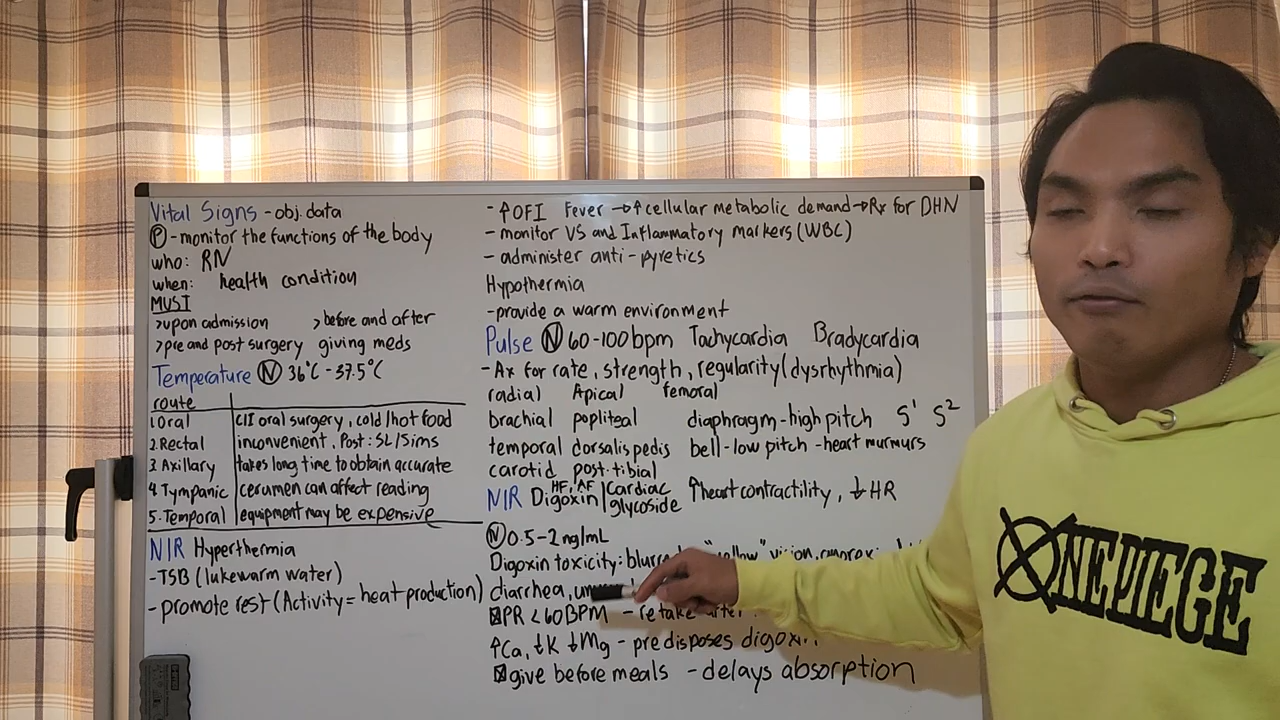 Vital Signs - obj. data
Ⓟ - monitor the functions of the body
who: RN
when: health condition
MUST
>upon admission >before and after
>pre and post surgery giving meds
Temperature Ⓝ 36°C - 37.5°C
route
1.Oral C/I oral surgery, cold/hot food
2.Rectal inconvenient, Post: SL/Sims
3.Axillary takes long time to obtain accurate
4.Tympanic cerumen can affect reading
5.Temporal equipment may be expensive
NIR Hyperthermia
- TSB (lukewarm water)
- promote rest (Activity = heat production)
- ↑OFI Fever → ↑cellular metabolic demand → Rx for DHN
- monitor VS and Inflammatory markers (WBC)
- administer anti-pyretics
Hypothermia
- provide a warm environment
Pulse Ⓝ 60-100bpm Tachycardia Bradycardia
- Ax for rate, strength, regularity (dysrhythmia)
radial Apical femoral
brachial popliteal diaphragm - high pitch S¹ S²
temporal dorsalis pedis bell - low pitch - heart murmurs
carotid post. tibial
NIR Digoxin HF, AF | Cardiac glycoside ↑heart contractility, ↓HR
Ⓝ 0.5-2ng/mL
Digoxin toxicity: "yellow" vision,
diarrhea,
☒PR < 60BPM - retake after
↑Ca, ↓K ↓Mg - predisposes
☒give before meals - delays absorption
ONE PIECE